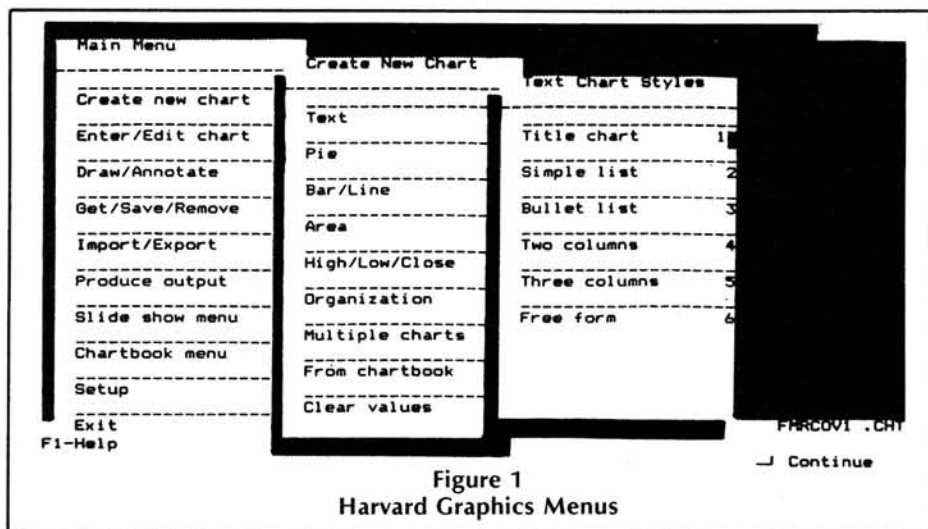 Main Menu
Create new chart
Enter/Edit chart
Draw/Annotate
Get/Save/Remove
Import/Export
Produce output
Slide show menu
Chartbook menu
Setup
Exit
F1-Help
Create New Chart
Text
Pie
Bar/Line
Area
High/Low/Close
Organization
Multiple charts
From chartbook
Clear values
Text Chart Styles
Title chart 1
Simple list 2
Bullet list 3
Two columns 4
Three columns 5
Free form 6
FMRCOV1 .CHT
Continue
Figure 1
Harvard Graphics Menus